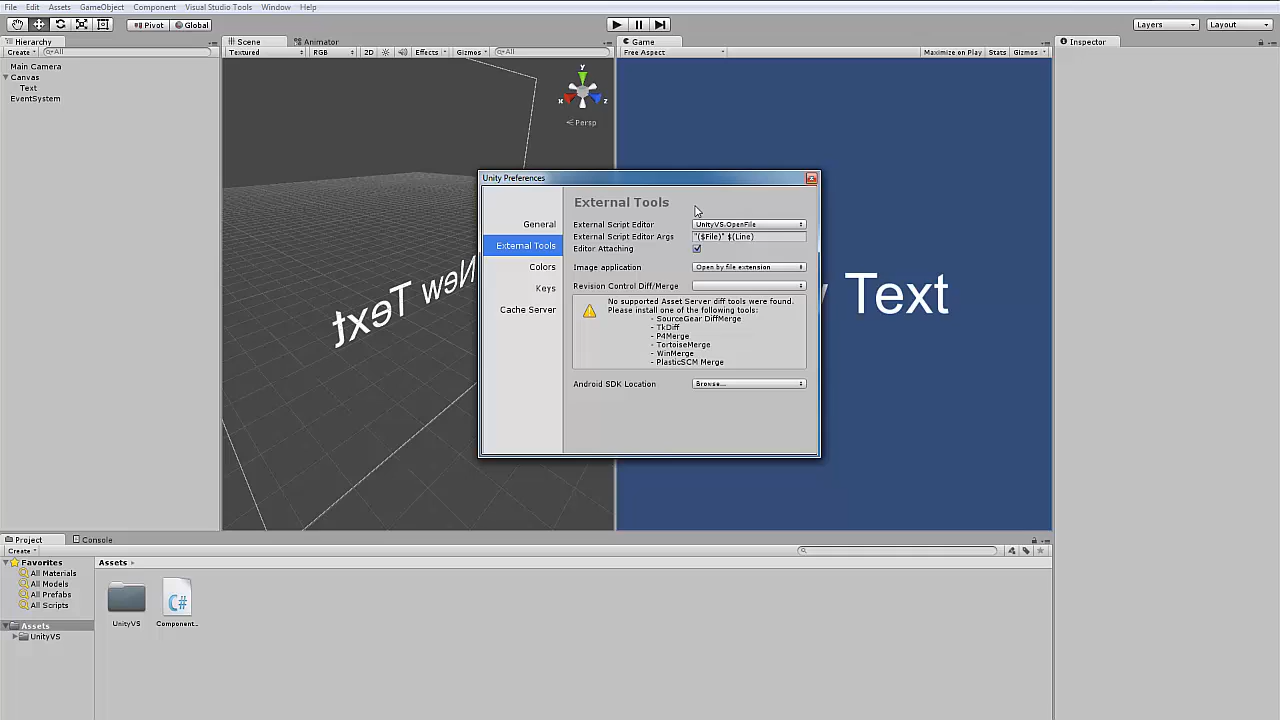 File Edit Assets GameObject Component Visual Studio Tools Window Help
Pivot Global Layers Layout
Hierarchy Scene Animator Game Inspector
Create All Textured RGB 2D Effects Gizmos All Free Aspect Maximize on Play Stats Gizmos
Main Camera
Canvas
Text
EventSystem
y
x z
Persp
New Text
Text
Unity Preferences
External Tools
General
External Tools
Colors
Keys
Cache Server
External Script Editor UnityVS.OpenFile
External Script Editor Args "$(File)" $(Line)
Editor Attaching
Image application Open by file extension
Revision Control Diff/Merge
No supported Asset Server diff tools were found.
Please install one of the following tools:
- SourceGear DiffMerge
- TkDiff
- P4Merge
- TortoiseMerge
- WinMerge
- PlasticSCM Merge
Android SDK Location Browse...
Project Console
Create
Favorites
All Materials
All Models
All Prefabs
All Scripts
Assets
UnityVS
Assets
C#
UnityVS Component...